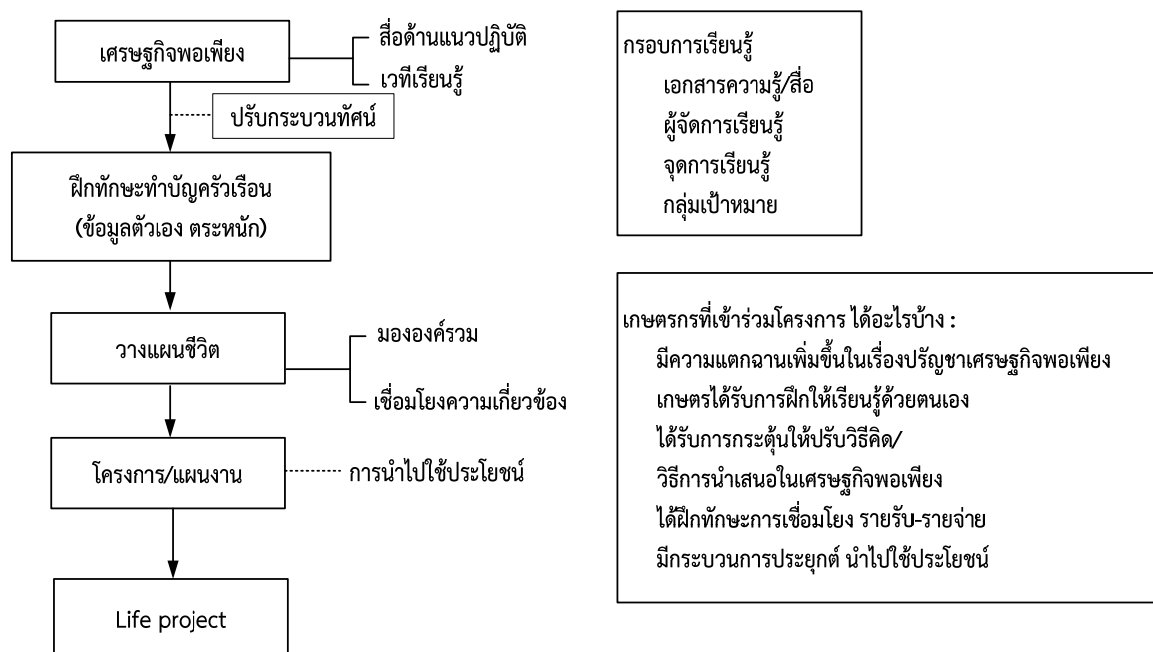 เศรษฐกิจพอเพียง
สื่อด้านแนวปฏิบัติ
เวทีเรียนรู้
ปรับกระบวนทัศน์
ฝึกทักษะทำบัญครัวเรือน
(ข้อมูลตัวเอง ตระหนัก)
วางแผนชีวิต
มององค์รวม
เชื่อมโยงความเกี่ยวข้อง
โครงการ/แผนงาน
การนำไปใช้ประโยชน์
Life project
กรอบการเรียนรู้
เอกสารความรู้/สื่อ
ผู้จัดการเรียนรู้
จุดการเรียนรู้
กลุ่มเป้าหมาย
เกษตรกรที่เข้าร่วมโครงการ ได้อะไรบ้าง :
มีความแตกฉานเพิ่มขึ้นในเรื่องปรัญชาเศรษฐกิจพอเพียง
เกษตรได้รับการฝึกให้เรียนรู้ด้วยตนเอง
ได้รับการกระตุ้นให้ปรับวิธีคิด/
วิธีการนำเสนอในเศรษฐกิจพอเพียง
ได้ฝึกทักษะการเชื่อมโยง รายรับ-รายจ่าย
มีกระบวนการประยุกต์ นำไปใช้ประโยชน์